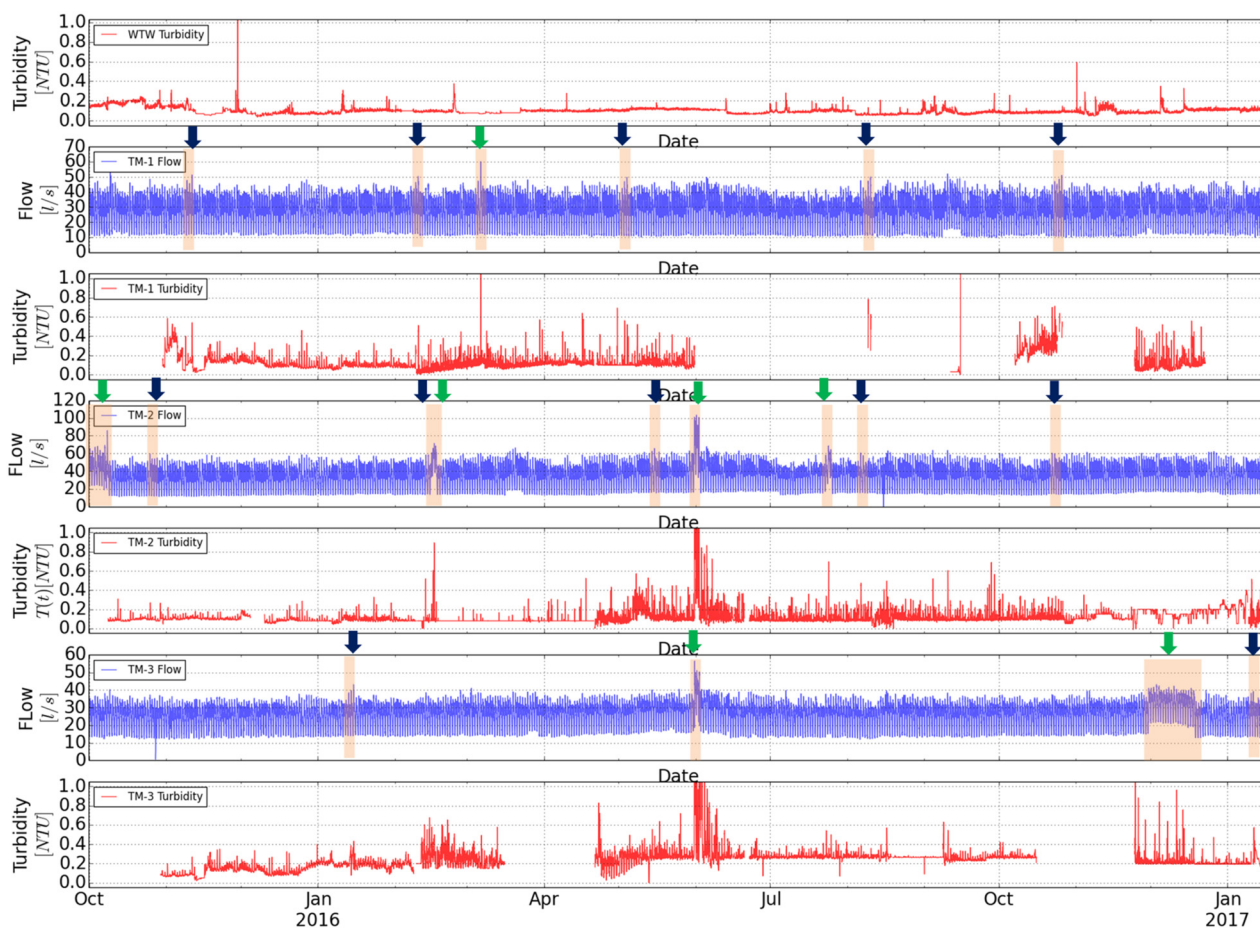 WTW Turbidity
Turbidity
[NTU]
1.0
0.8
0.6
0.4
0.2
0.0
Date
TM-1 Flow
Flow
[l/s]
70
60
50
40
30
20
10
0
Date
TM-1 Turbidity
Turbidity
[NTU]
1.0
0.8
0.6
0.4
0.2
0.0
Date
TM-2 Flow
FLow
[l/s]
120
100
80
60
40
20
0
Date
TM-2 Turbidity
Turbidity
T(t)[NTU]
1.0
0.8
0.6
0.4
0.2
0.0
Date
TM-3 Flow
FLow
[l/s]
60
50
40
30
20
10
0
Date
TM-3 Turbidity
Turbidity
[NTU]
1.0
0.8
0.6
0.4
0.2
0.0
Oct Jan Apr Jul Oct Jan
2016 2017